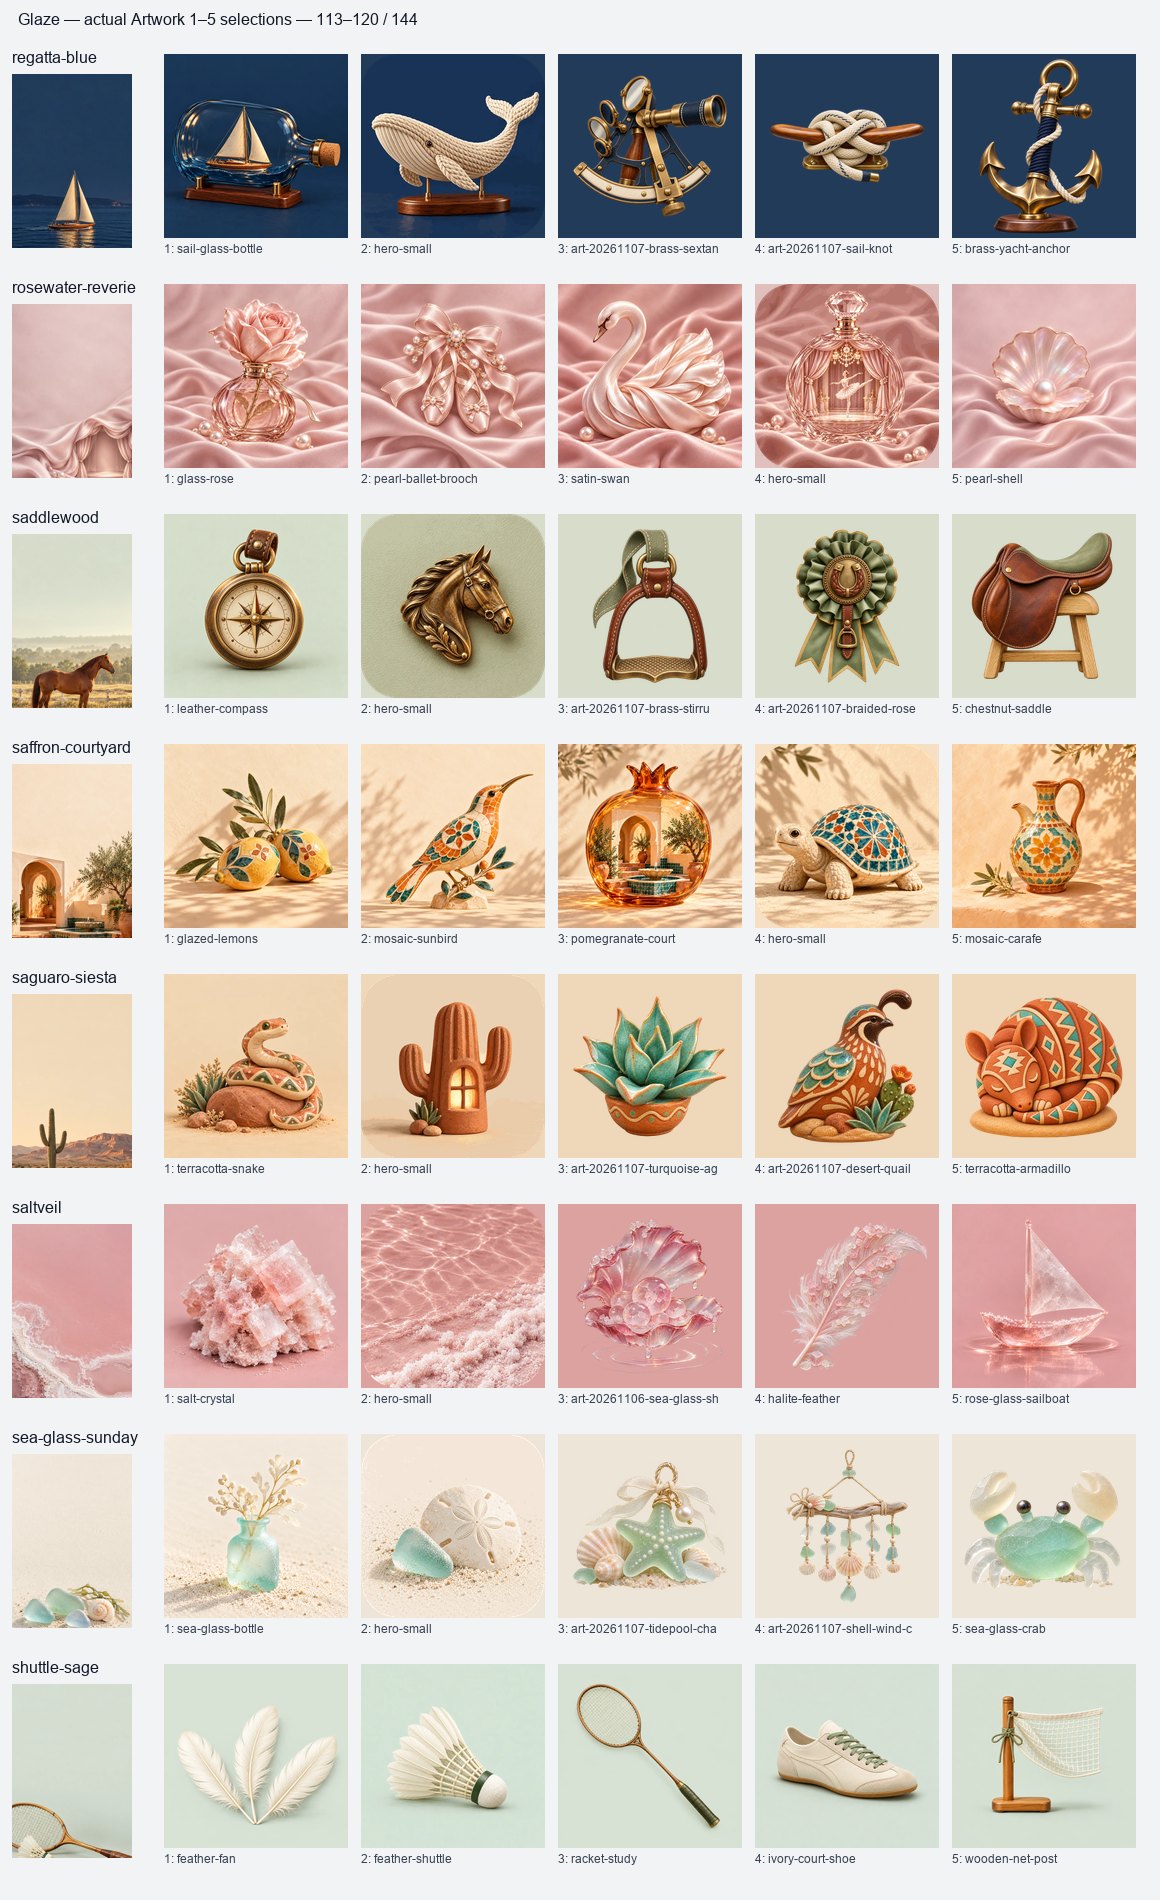 Glaze — actual Artwork 1–5 selections — 113–120 / 144
regatta-blue
1: sail-glass-bottle
2: hero-small
3: art-20261107-brass-sextan
4: art-20261107-sail-knot
5: brass-yacht-anchor
rosewater-reverie
1: glass-rose
2: pearl-ballet-brooch
3: satin-swan
4: hero-small
5: pearl-shell
saddlewood
1: leather-compass
2: hero-small
3: art-20261107-brass-stirru
4: art-20261107-braided-rose
5: chestnut-saddle
saffron-courtyard
1: glazed-lemons
2: mosaic-sunbird
3: pomegranate-court
4: hero-small
5: mosaic-carafe
saguaro-siesta
1: terracotta-snake
2: hero-small
3: art-20261107-turquoise-ag
4: art-20261107-desert-quail
5: terracotta-armadillo
saltveil
1: salt-crystal
2: hero-small
3: art-20261106-sea-glass-sh
4: halite-feather
5: rose-glass-sailboat
sea-glass-sunday
1: sea-glass-bottle
2: hero-small
3: art-20261107-tidepool-cha
4: art-20261107-shell-wind-c
5: sea-glass-crab
shuttle-sage
1: feather-fan
2: feather-shuttle
3: racket-study
4: ivory-court-shoe
5: wooden-net-post